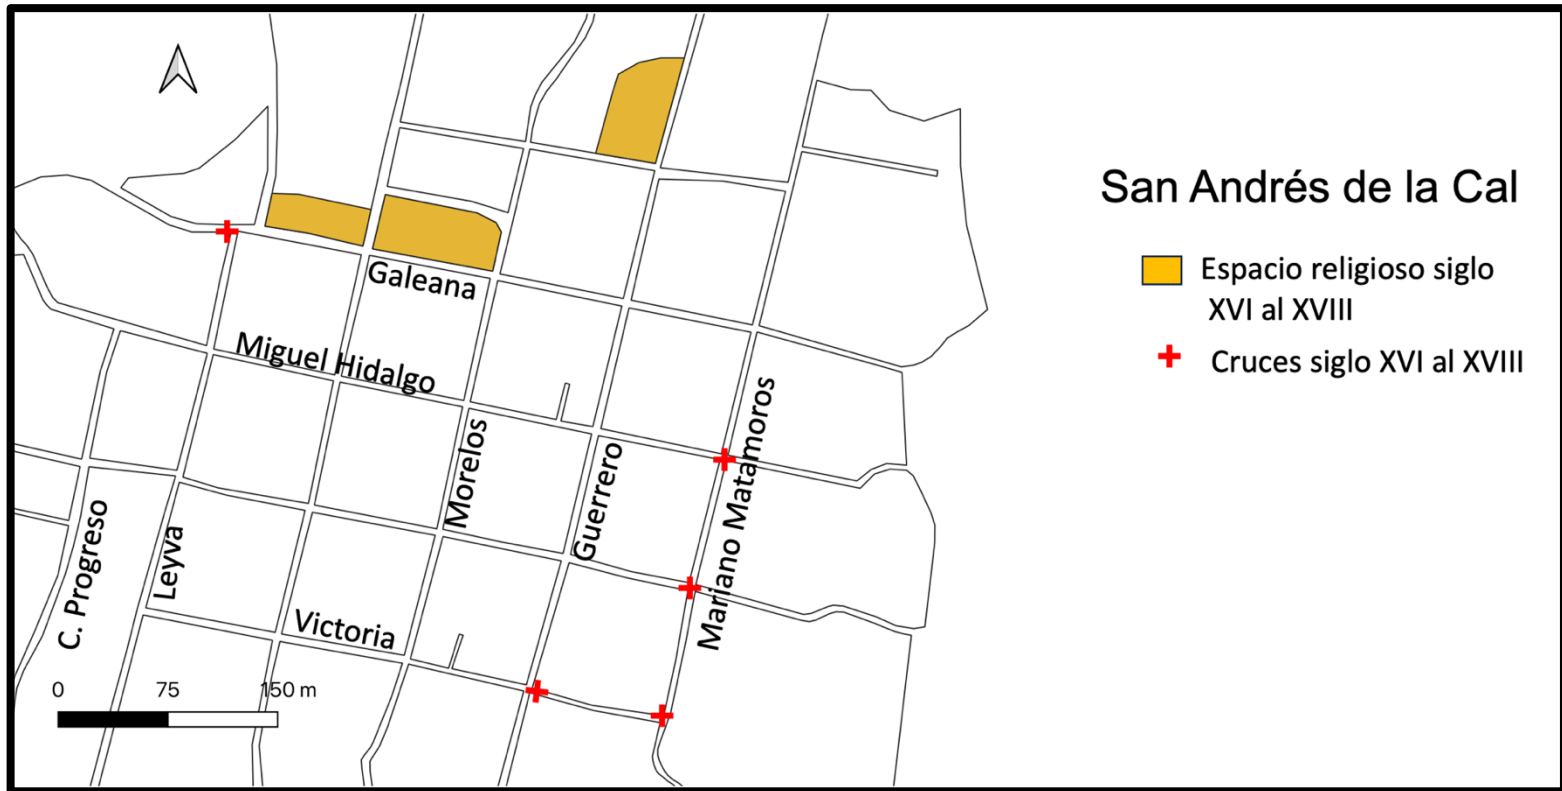 San Andrés de la Cal
Espacio religioso siglo
XVI al XVIII
Cruces siglo XVI al XVIII
Galeana
Miguel Hidalgo
Morelos
Guerrero
Mariano Matamoros
C. Progreso
Leyva
Victoria
0 75 150 m